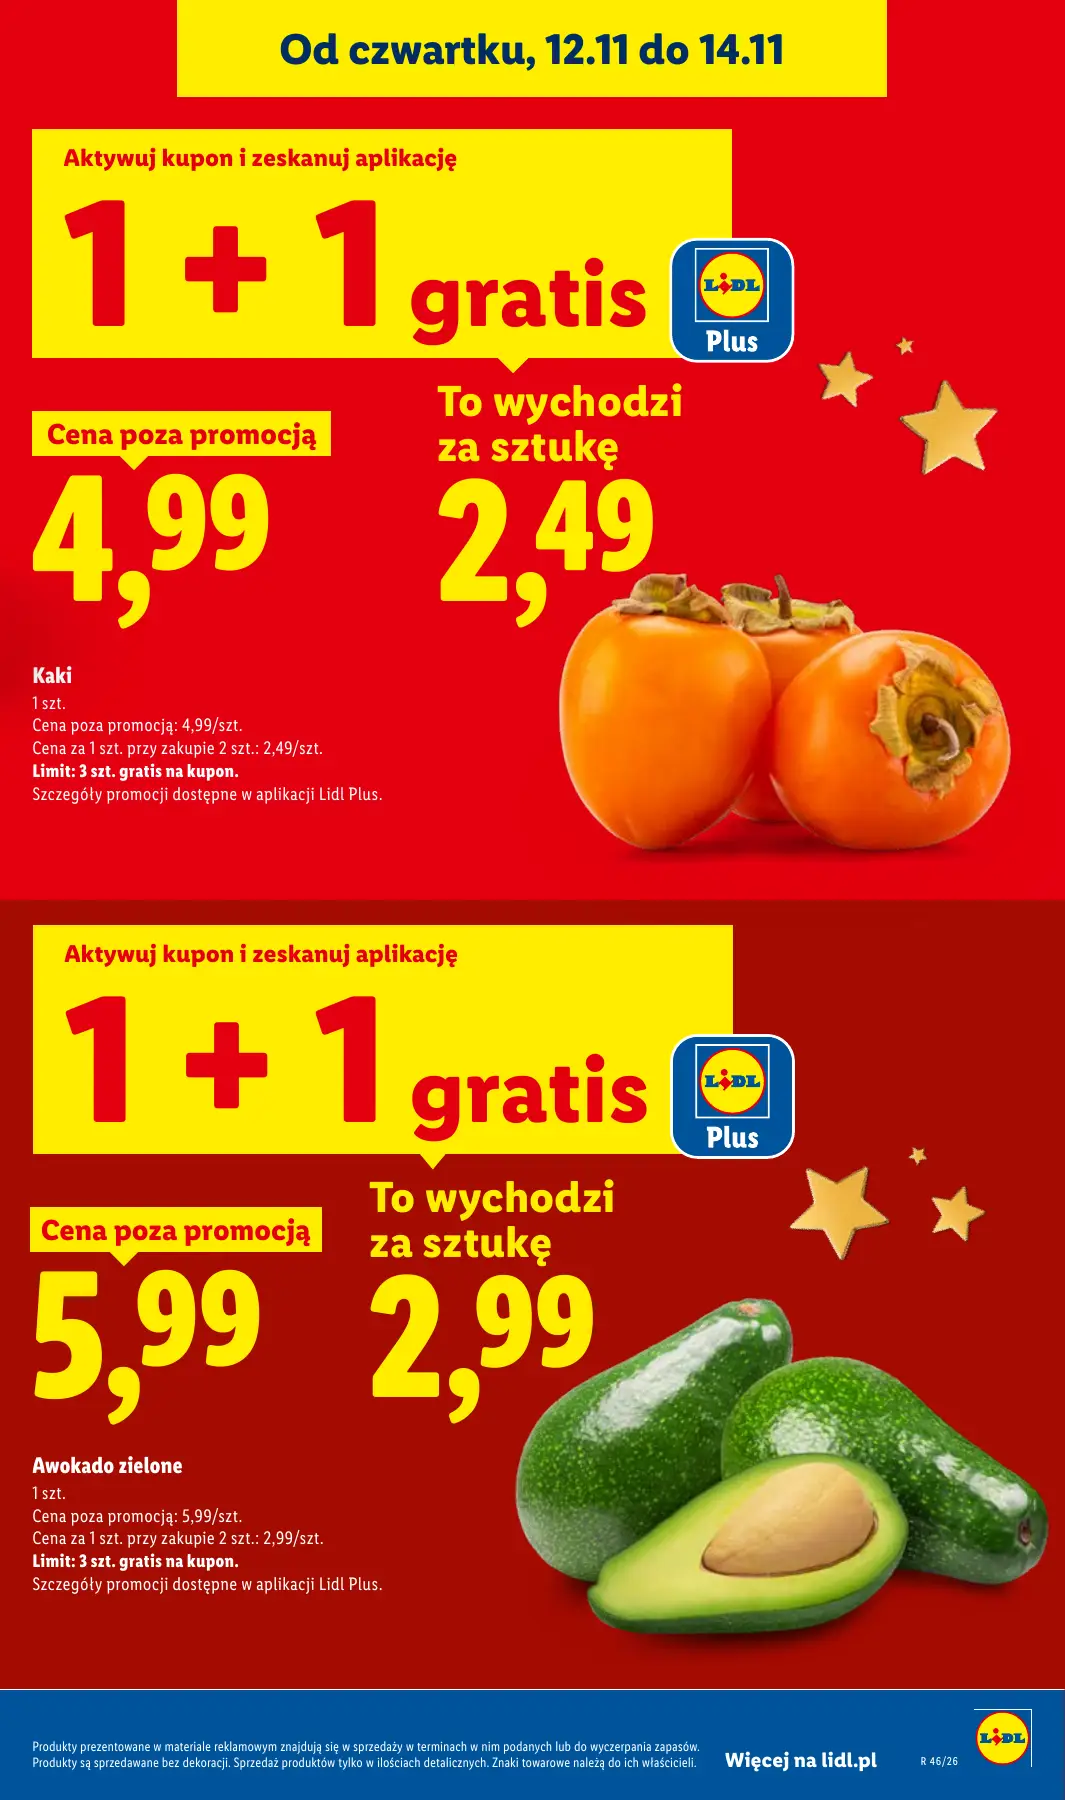 Od czwartku, 12.11 do 14.11
Aktywuj kupon i zeskanuj aplikację
1 + 1 gratis
LIDL
Plus
To wychodzi
za sztukę
2,49
Cena poza promocją
4,99
Kaki
1 szt.
Cena poza promocją: 4,99/szt.
Cena za 1 szt. przy zakupie 2 szt.: 2,49/szt.
Limit: 3 szt. gratis na kupon.
Szczegóły promocji dostępne w aplikacji Lidl Plus.
Aktywuj kupon i zeskanuj aplikację
1 + 1 gratis
LIDL
Plus
To wychodzi
za sztukę
2,99
Cena poza promocją
5,99
Awokado zielone
1 szt.
Cena poza promocją: 5,99/szt.
Cena za 1 szt. przy zakupie 2 szt.: 2,99/szt.
Limit: 3 szt. gratis na kupon.
Szczegóły promocji dostępne w aplikacji Lidl Plus.
Produkty prezentowane w materiale reklamowym znajdują się w sprzedaży w terminach w nim podanych lub do wyczerpania zapasów.
Produkty są sprzedawane bez dekoracji. Sprzedaż produktów tylko w ilościach detalicznych. Znaki towarowe należą do ich właścicieli.
Więcej na lidl.pl
R 46/26
LIDL